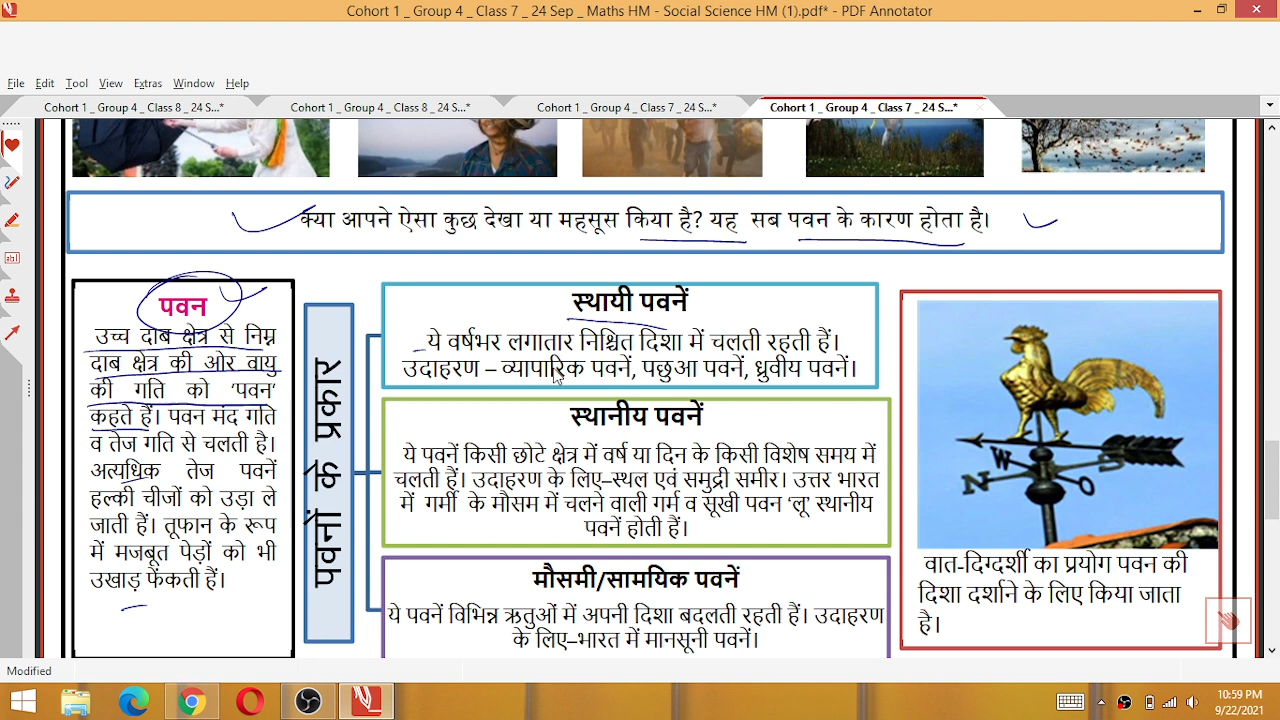 Cohort 1 _ Group 4 _ Class 7 _ 24 Sep _ Maths HM - Social Science HM (1).pdf* - PDF Annotator
File Edit Tool View Extras Window Help
Cohort 1 _ Group 4 _ Class 8 _ 24 S...* Cohort 1 _ Group 4 _ Class 8 _ 24 S...* Cohort 1 _ Group 4 _ Class 7 _ 24 S...* Cohort 1 _ Group 4 _ Class 7 _ 24 S...*
क्या आपने ऐसा कुछ देखा या महसूस किया है? यह सब पवन के कारण होता है।
पवन
उच्च दाब क्षेत्र से निम्न
दाब क्षेत्र की ओर वायु
की गति को ‘पवन‘
कहते हैं। पवन मंद गति
व तेज गति से चलती है।
अत्यधिक तेज पवनें
हल्की चीजों को उड़ा ले
जाती हैं। तूफान के रूप
में मजबूत पेड़ों को भी
उखाड़ फेंकती हैं।
पवनों के प्रकार
स्थायी पवनें
ये वर्षभर लगातार निश्चित दिशा में चलती रहती हैं।
उदाहरण – व्यापारिक पवनें, पछुआ पवनें, ध्रुवीय पवनें।
स्थानीय पवनें
ये पवनें किसी छोटे क्षेत्र में वर्ष या दिन के किसी विशेष समय में
चलती हैं। उदाहरण के लिए–स्थल एवं समुद्री समीर। उत्तर भारत
में गर्मी के मौसम में चलने वाली गर्म व सूखी पवन ‘लू‘ स्थानीय
पवनें होती हैं।
मौसमी/सामयिक पवनें
ये पवनें विभिन्न ऋतुओं में अपनी दिशा बदलती रहती हैं। उदाहरण
के लिए–भारत में मानसूनी पवनें।
N W
वात-दिग्दर्शी का प्रयोग पवन की
दिशा दर्शाने के लिए किया जाता
है।
Modified
10:59 PM
9/22/2021